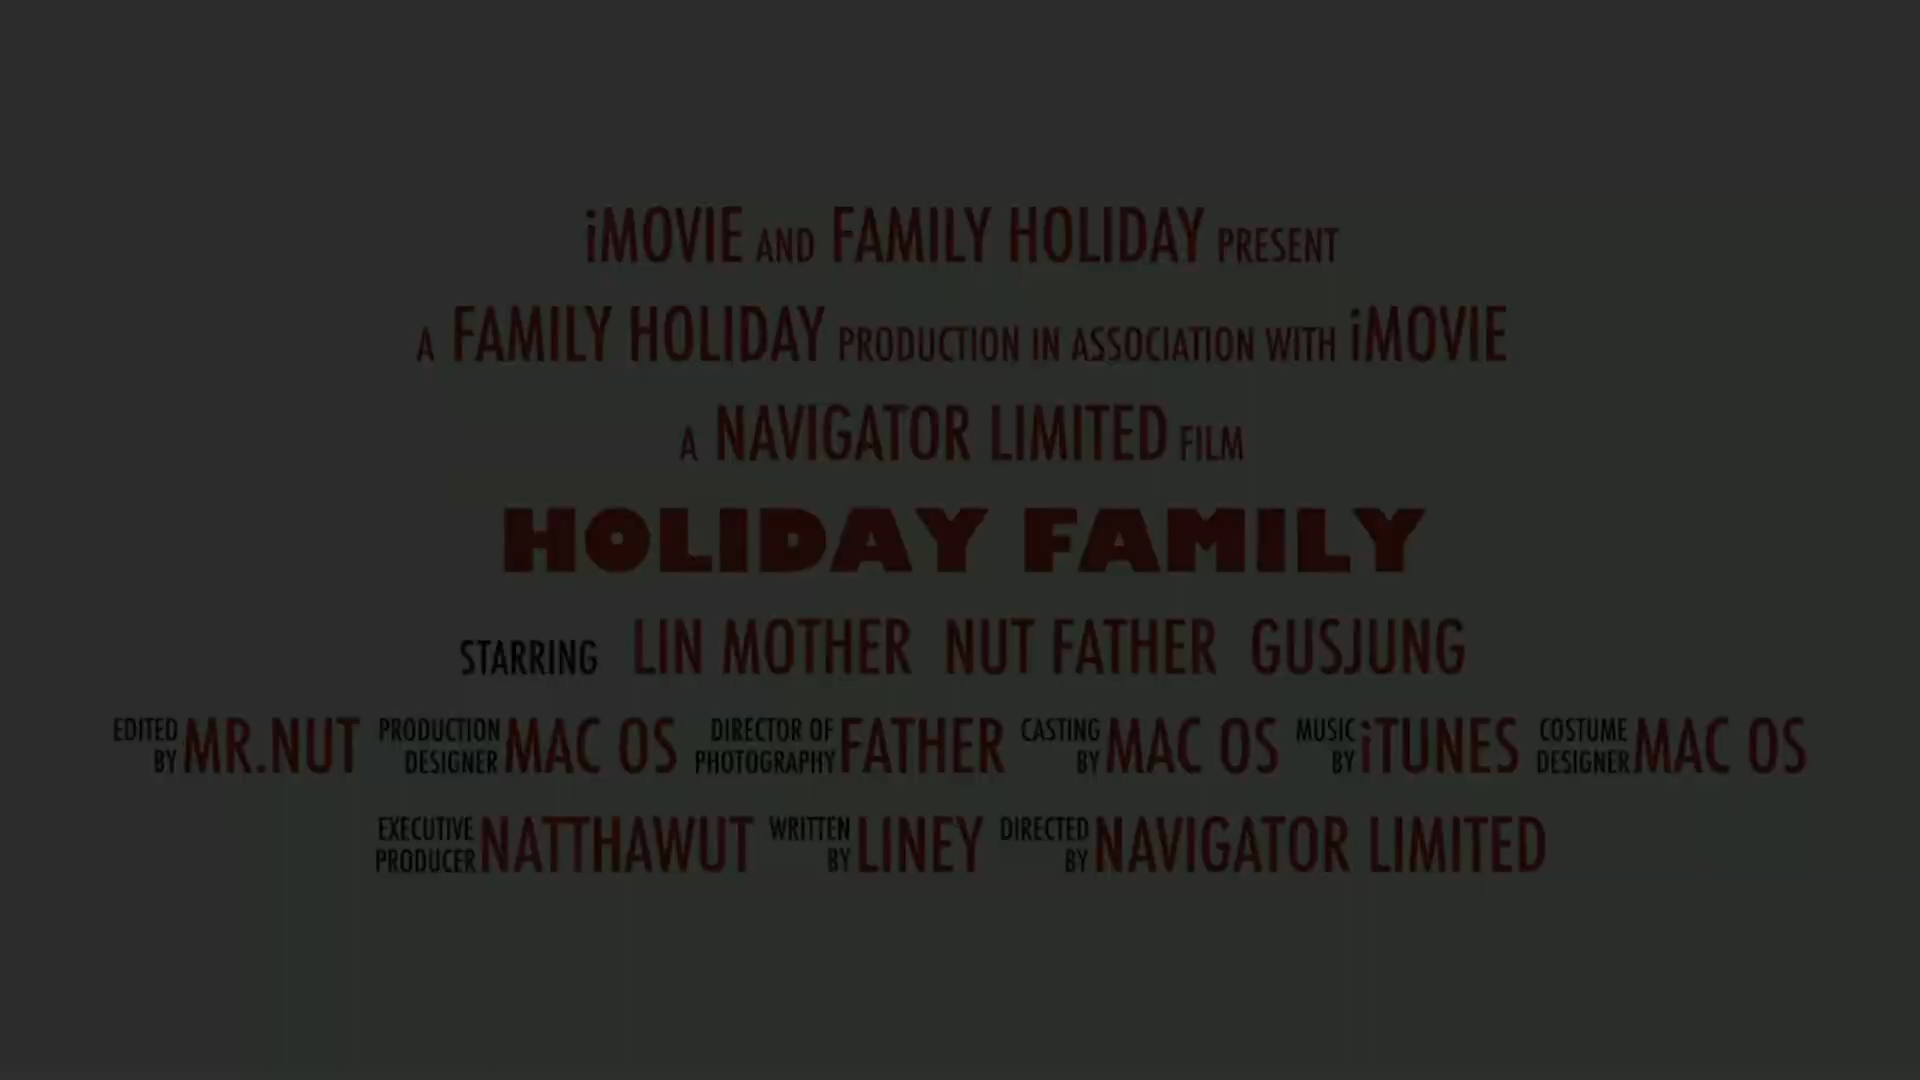 iMOVIE AND FAMILY HOLIDAY PRESENT
A FAMILY HOLIDAY PRODUCTION IN ASSOCIATION WITH iMOVIE
A NAVIGATOR LIMITED FILM
HOLIDAY FAMILY
STARRING LIN MOTHER NUT FATHER GUSJUNG
EDITED BY MR.NUT PRODUCTION DESIGNER MAC OS DIRECTOR OF PHOTOGRAPHY FATHER CASTING BY MAC OS MUSIC BY iTUNES COSTUME DESIGNER MAC OS
EXECUTIVE PRODUCER NATTHAWUT WRITTEN BY LINEY DIRECTED BY NAVIGATOR LIMITED